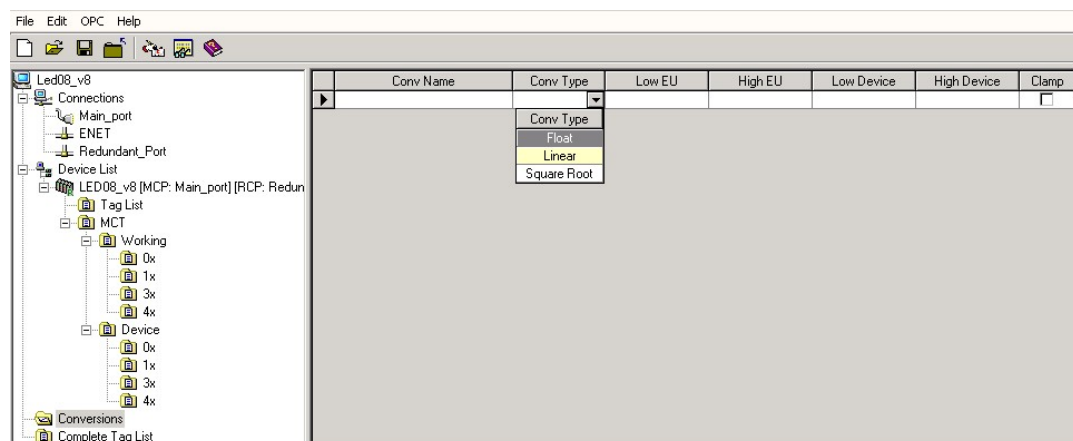 File Edit OPC Help
Led08_v8
Connections
Main_port
ENET
Redundant_Port
Device List
LED08_v8 [MCP: Main_port] [RCP: Redun
Tag List
MCT
Working
0x
1x
3x
4x
Device
0x
1x
3x
4x
Conversions
Complete Tag List
Conv Name Conv Type Low EU High EU Low Device High Device Clamp
Conv Type
Float
Linear
Square Root